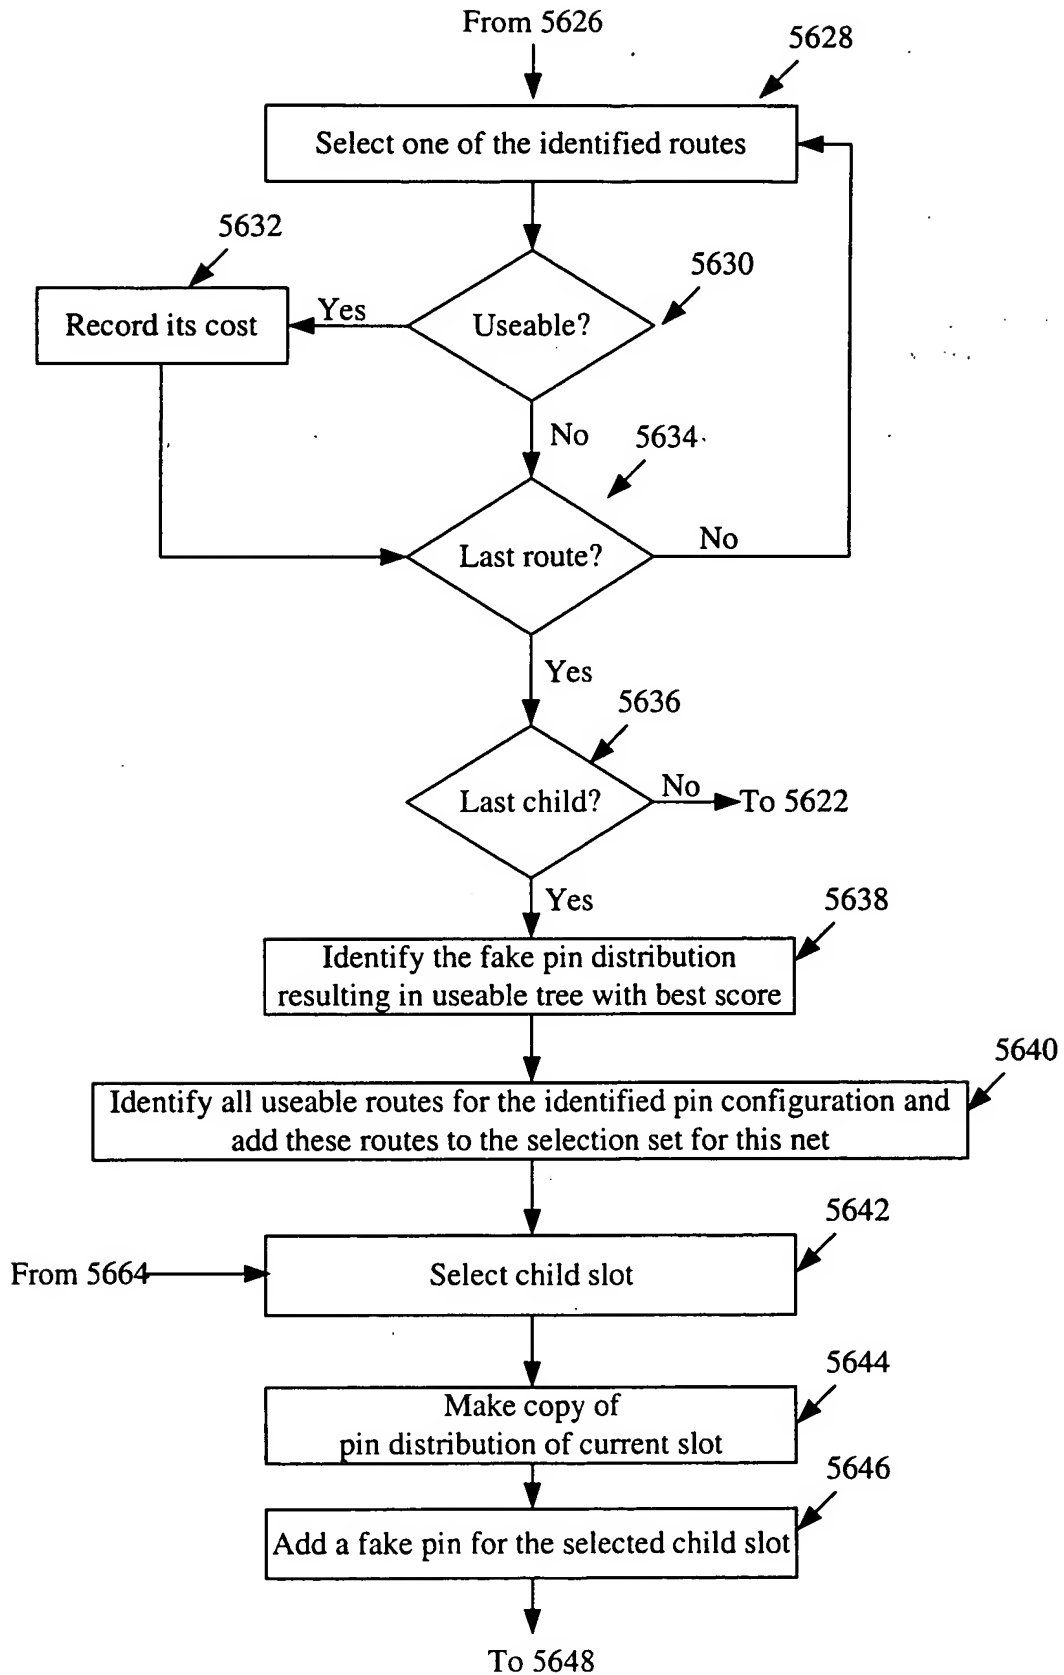 From 5626
5628
Select one of the identified routes
5632
5630
Record its cost
Yes
Useable?
No
5634
Last route?
No
Yes
5636
Last child?
No
To 5622
Yes
5638
Identify the fake pin distribution
resulting in useable tree with best score
5640
Identify all useable routes for the identified pin configuration and
add these routes to the selection set for this net
5642
From 5664
Select child slot
5644
Make copy of
pin distribution of current slot
5646
Add a fake pin for the selected child slot
To 5648